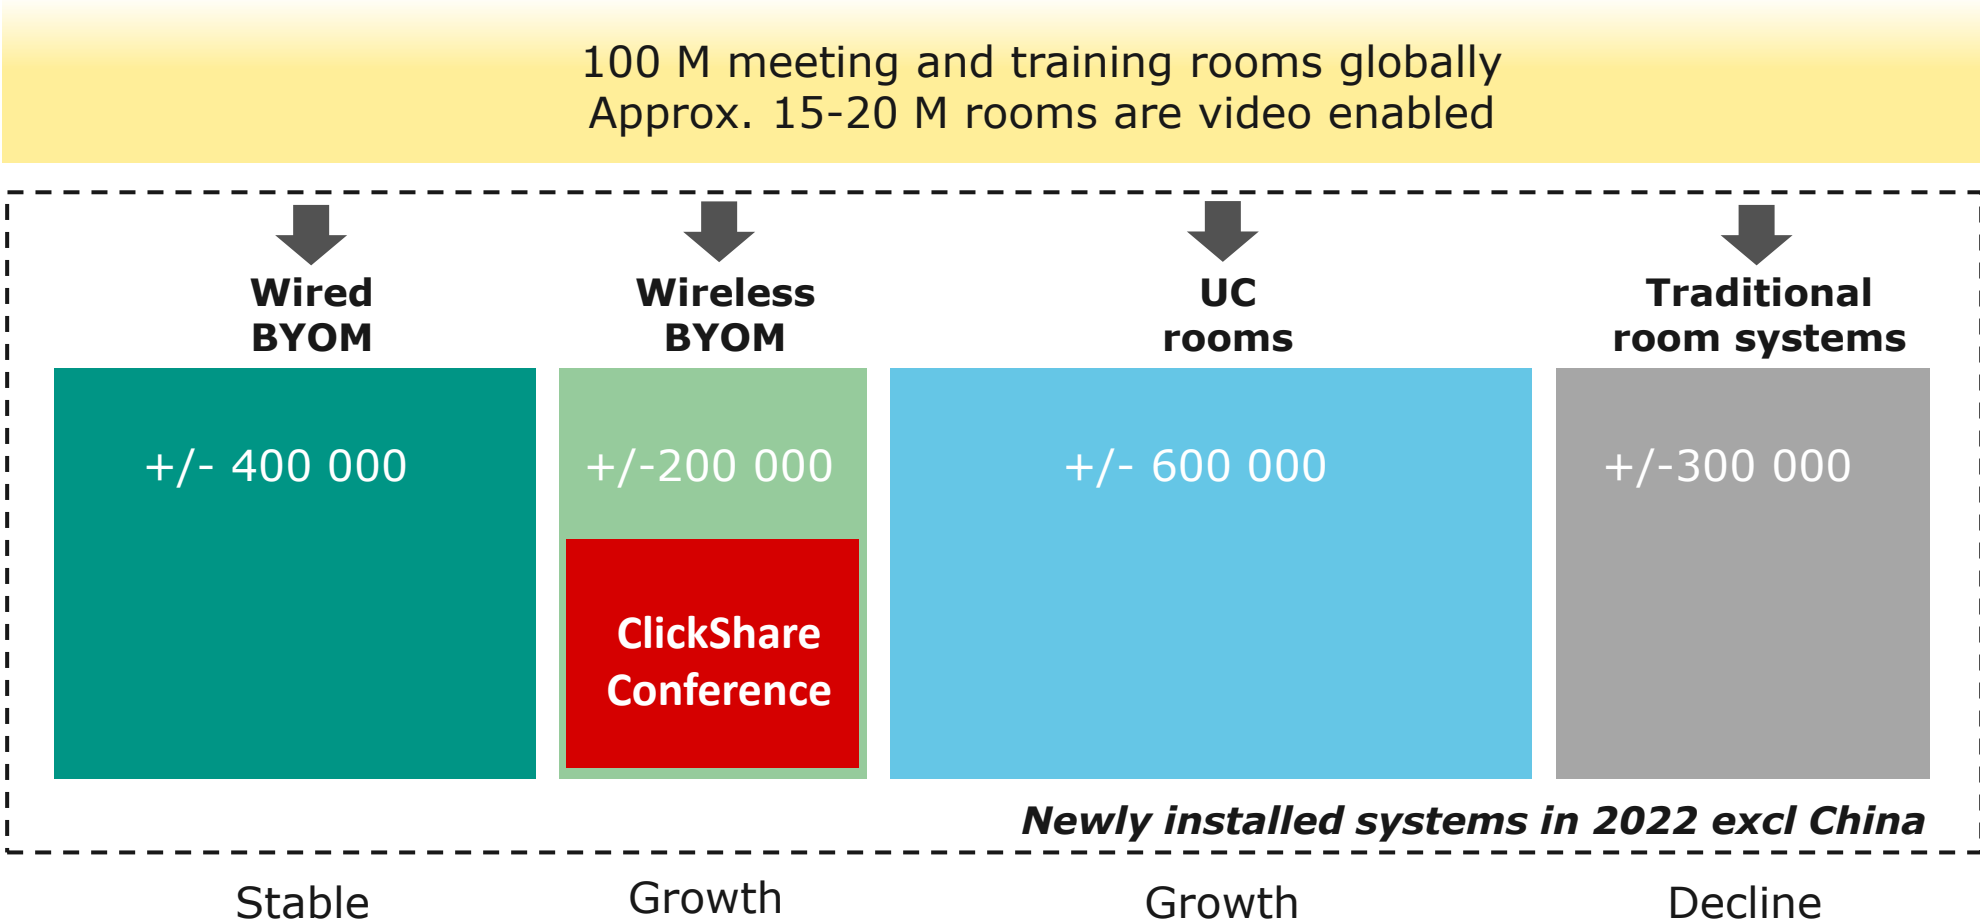 100 M meeting and training rooms globally
Approx. 15-20 M rooms are video enabled
Wired
BYOM
Wireless
BYOM
UC
rooms
Traditional
room systems
+/- 400 000
+/-200 000
+/- 600 000
+/-300 000
ClickShare
Conference
Newly installed systems in 2022 excl China
Stable
Growth
Growth
Decline